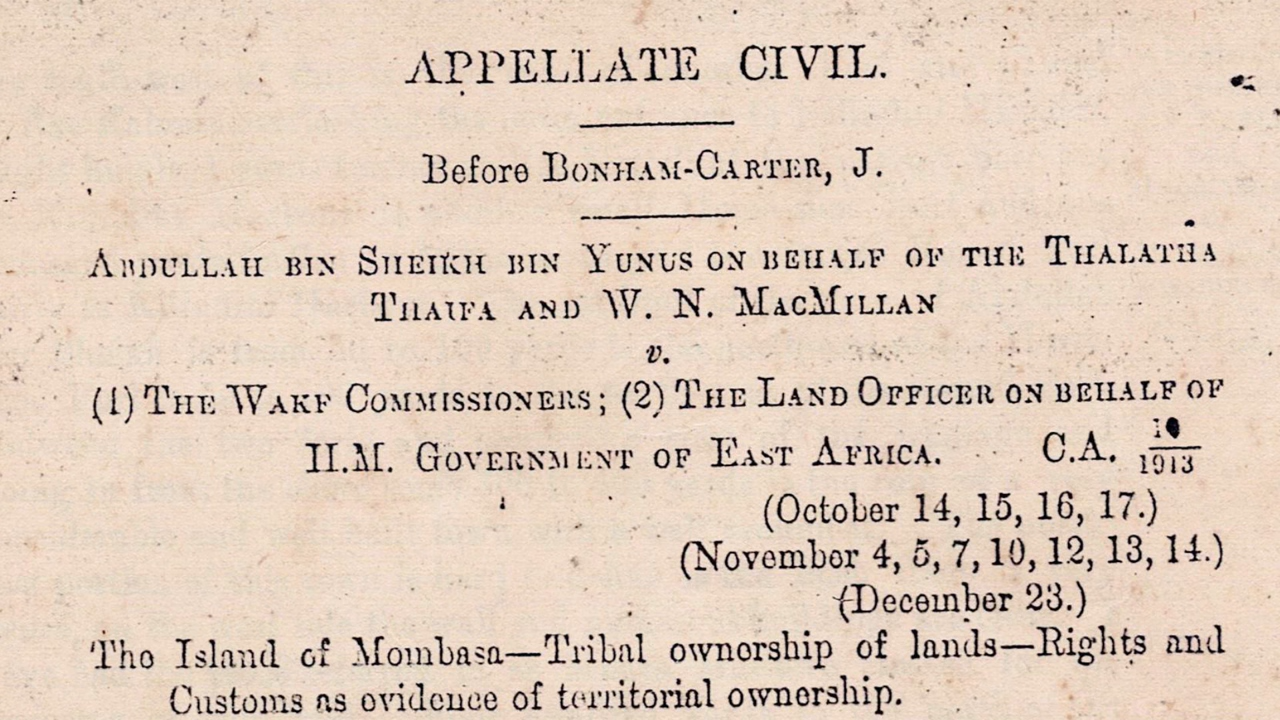 APPELLATE CIVIL.
Before BONHAM-CARTER, J.
ABDULLAH BIN SHEIKH BIN YUNUS ON BEHALF OF THE THALATHA
THAIFA AND W. N. MACMILLAN
v.
(1) THE WAKF COMMISSIONERS; (2) THE LAND OFFICER ON BEHALF OF
H.M. GOVERNMENT OF EAST AFRICA. C.A. /1913
(October 14, 15, 16, 17.)
(November 4, 5, 7, 10, 12, 13, 14.)
(December 23.)
The Island of Mombasa—Tribal ownership of lands—Rights and
Customs as evidence of territorial ownership.